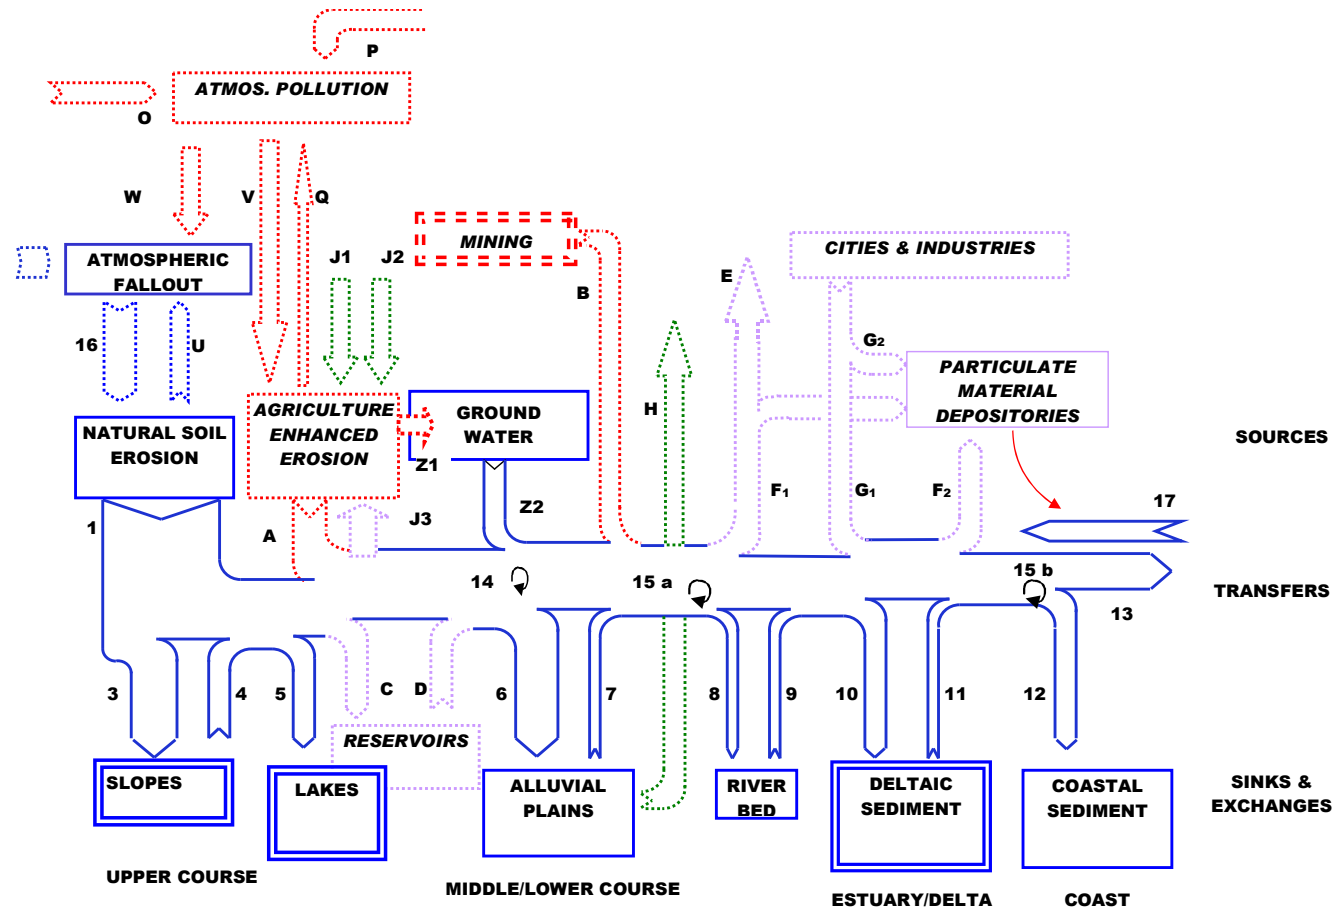 P
ATMOS. POLLUTION
O
W
V
Q
ATMOSPHERIC
FALLOUT
J1
J2
MINING
CITIES & INDUSTRIES
B
E
16
U
G2
H
PARTICULATE
MATERIAL
DEPOSITORIES
AGRICULTURE
ENHANCED
EROSION
GROUND
WATER
NATURAL SOIL
EROSION
SOURCES
Z1
F1
G1
F2
17
1
A
J3
Z2
14
15 a
15 b
TRANSFERS
13
3
4
5
C
D
6
7
8
9
10
11
12
RESERVOIRS
SLOPES
LAKES
ALLUVIAL
PLAINS
RIVER
BED
DELTAIC
SEDIMENT
COASTAL
SEDIMENT
SINKS &
EXCHANGES
UPPER COURSE
MIDDLE/LOWER COURSE
ESTUARY/DELTA
COAST